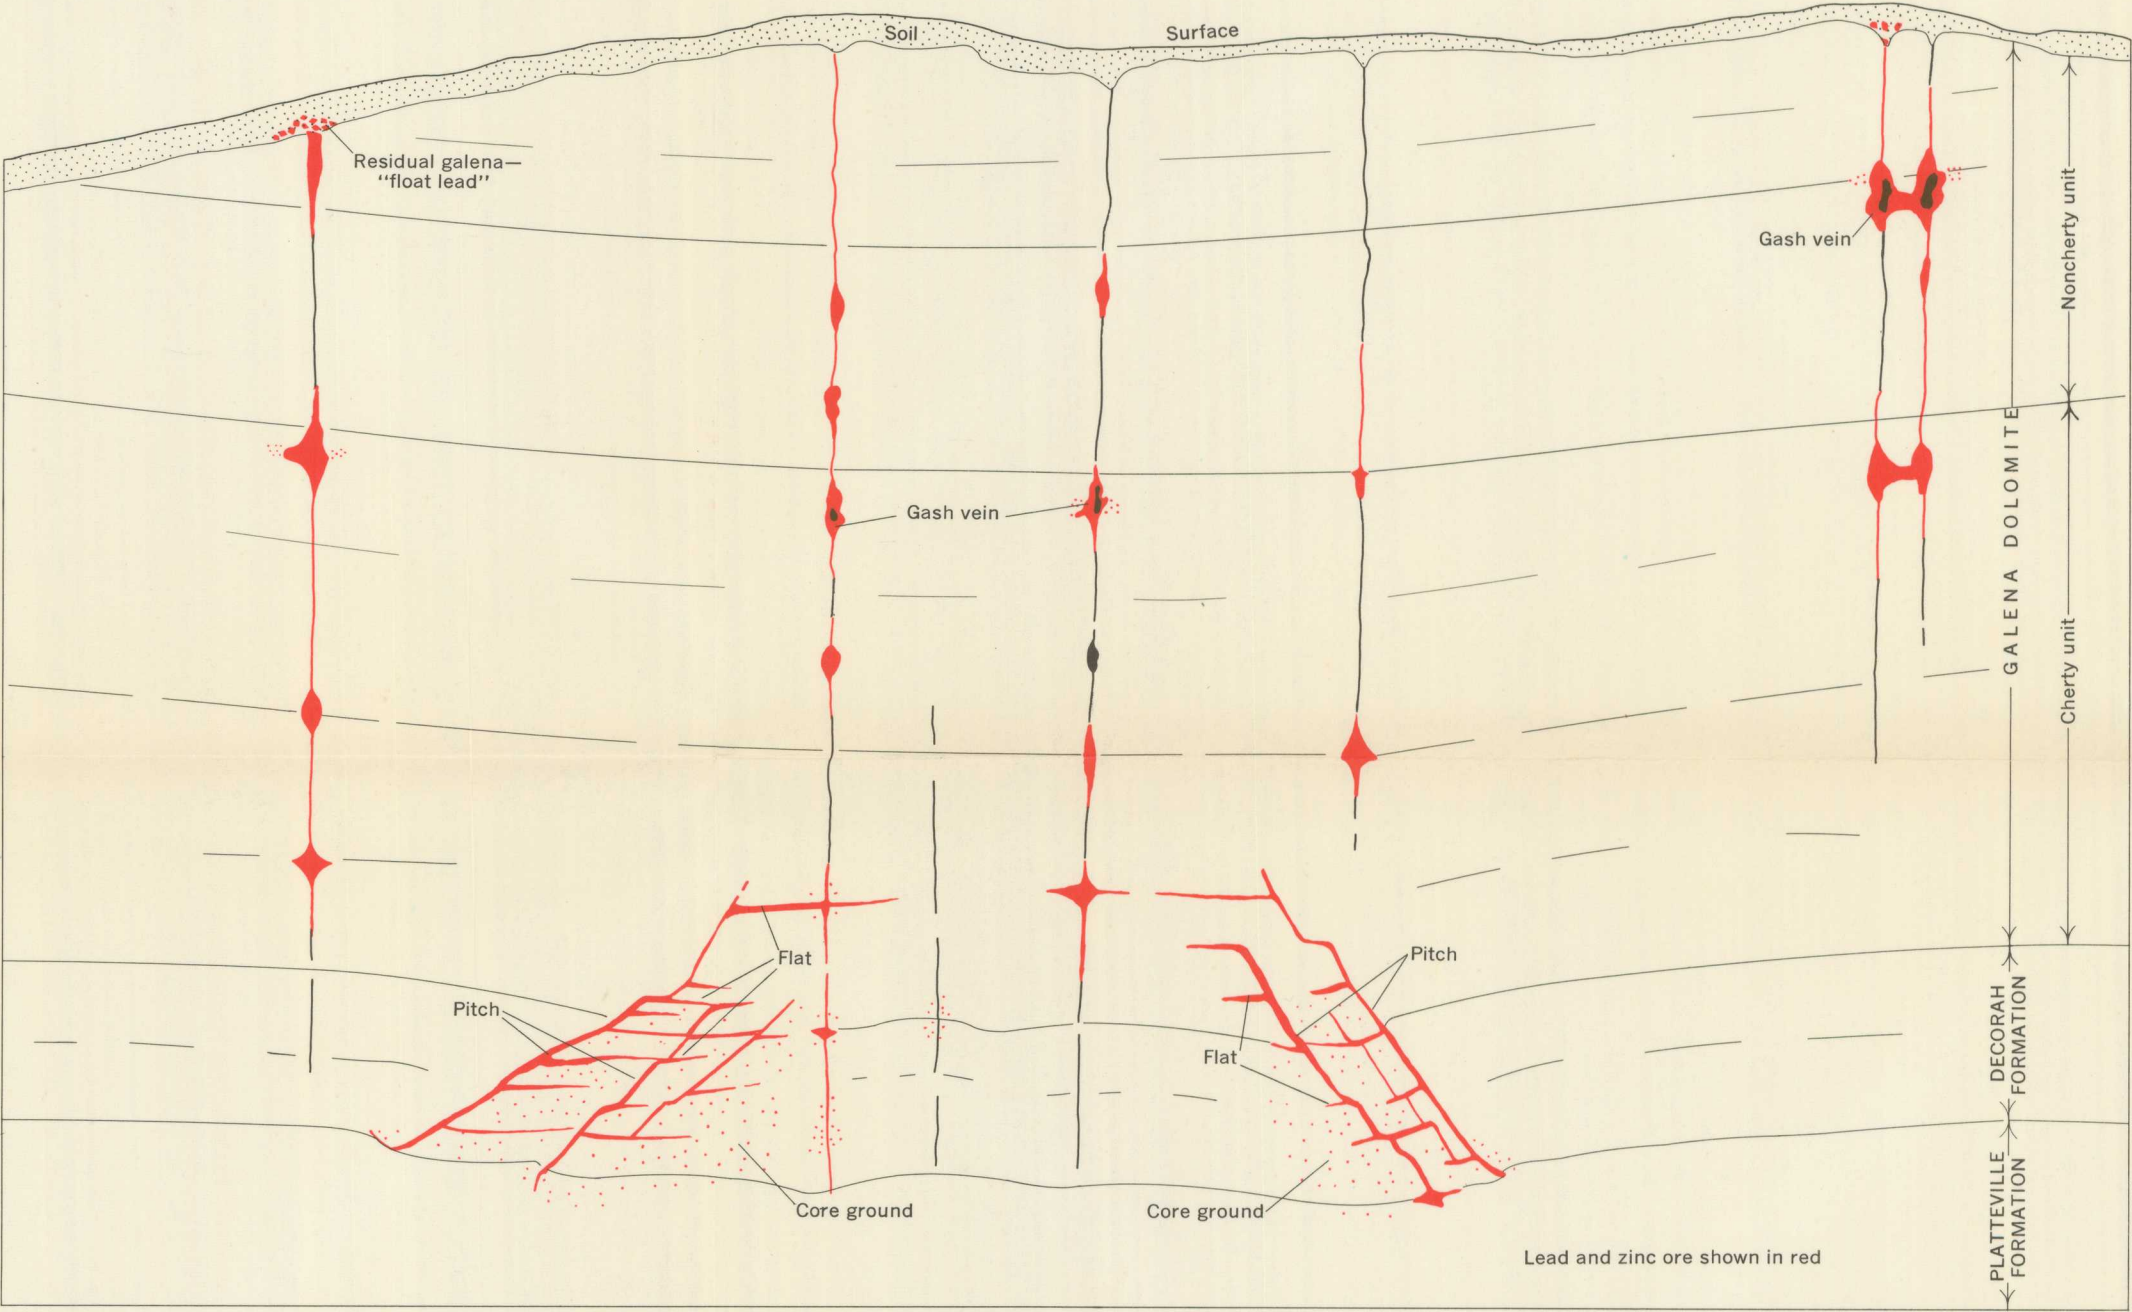 Soil
Surface
Residual galena—
“float lead”
Gash vein
Gash vein
Noncherty unit
GALENA DOLOMITE
Cherty unit
Flat
Pitch
Pitch
Flat
DECORAH
FORMATION
Core ground
Core ground
PLATTEVILLE
FORMATION
Lead and zinc ore shown in red